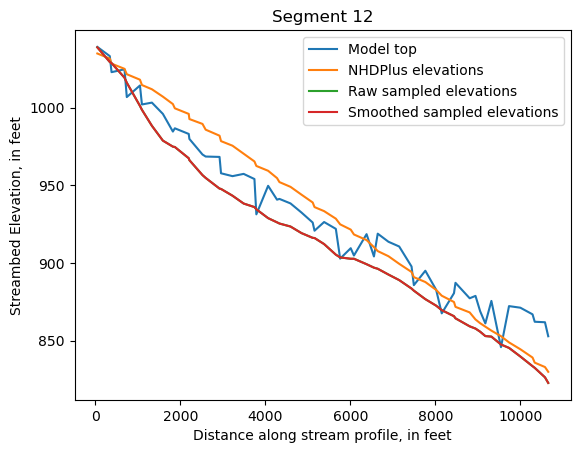 Segment 12
Model top
NHDPlus elevations
Raw sampled elevations
Smoothed sampled elevations
Streambed Elevation, in feet
1000
950
900
850
0
2000
4000
6000
8000
10000
Distance along stream profile, in feet